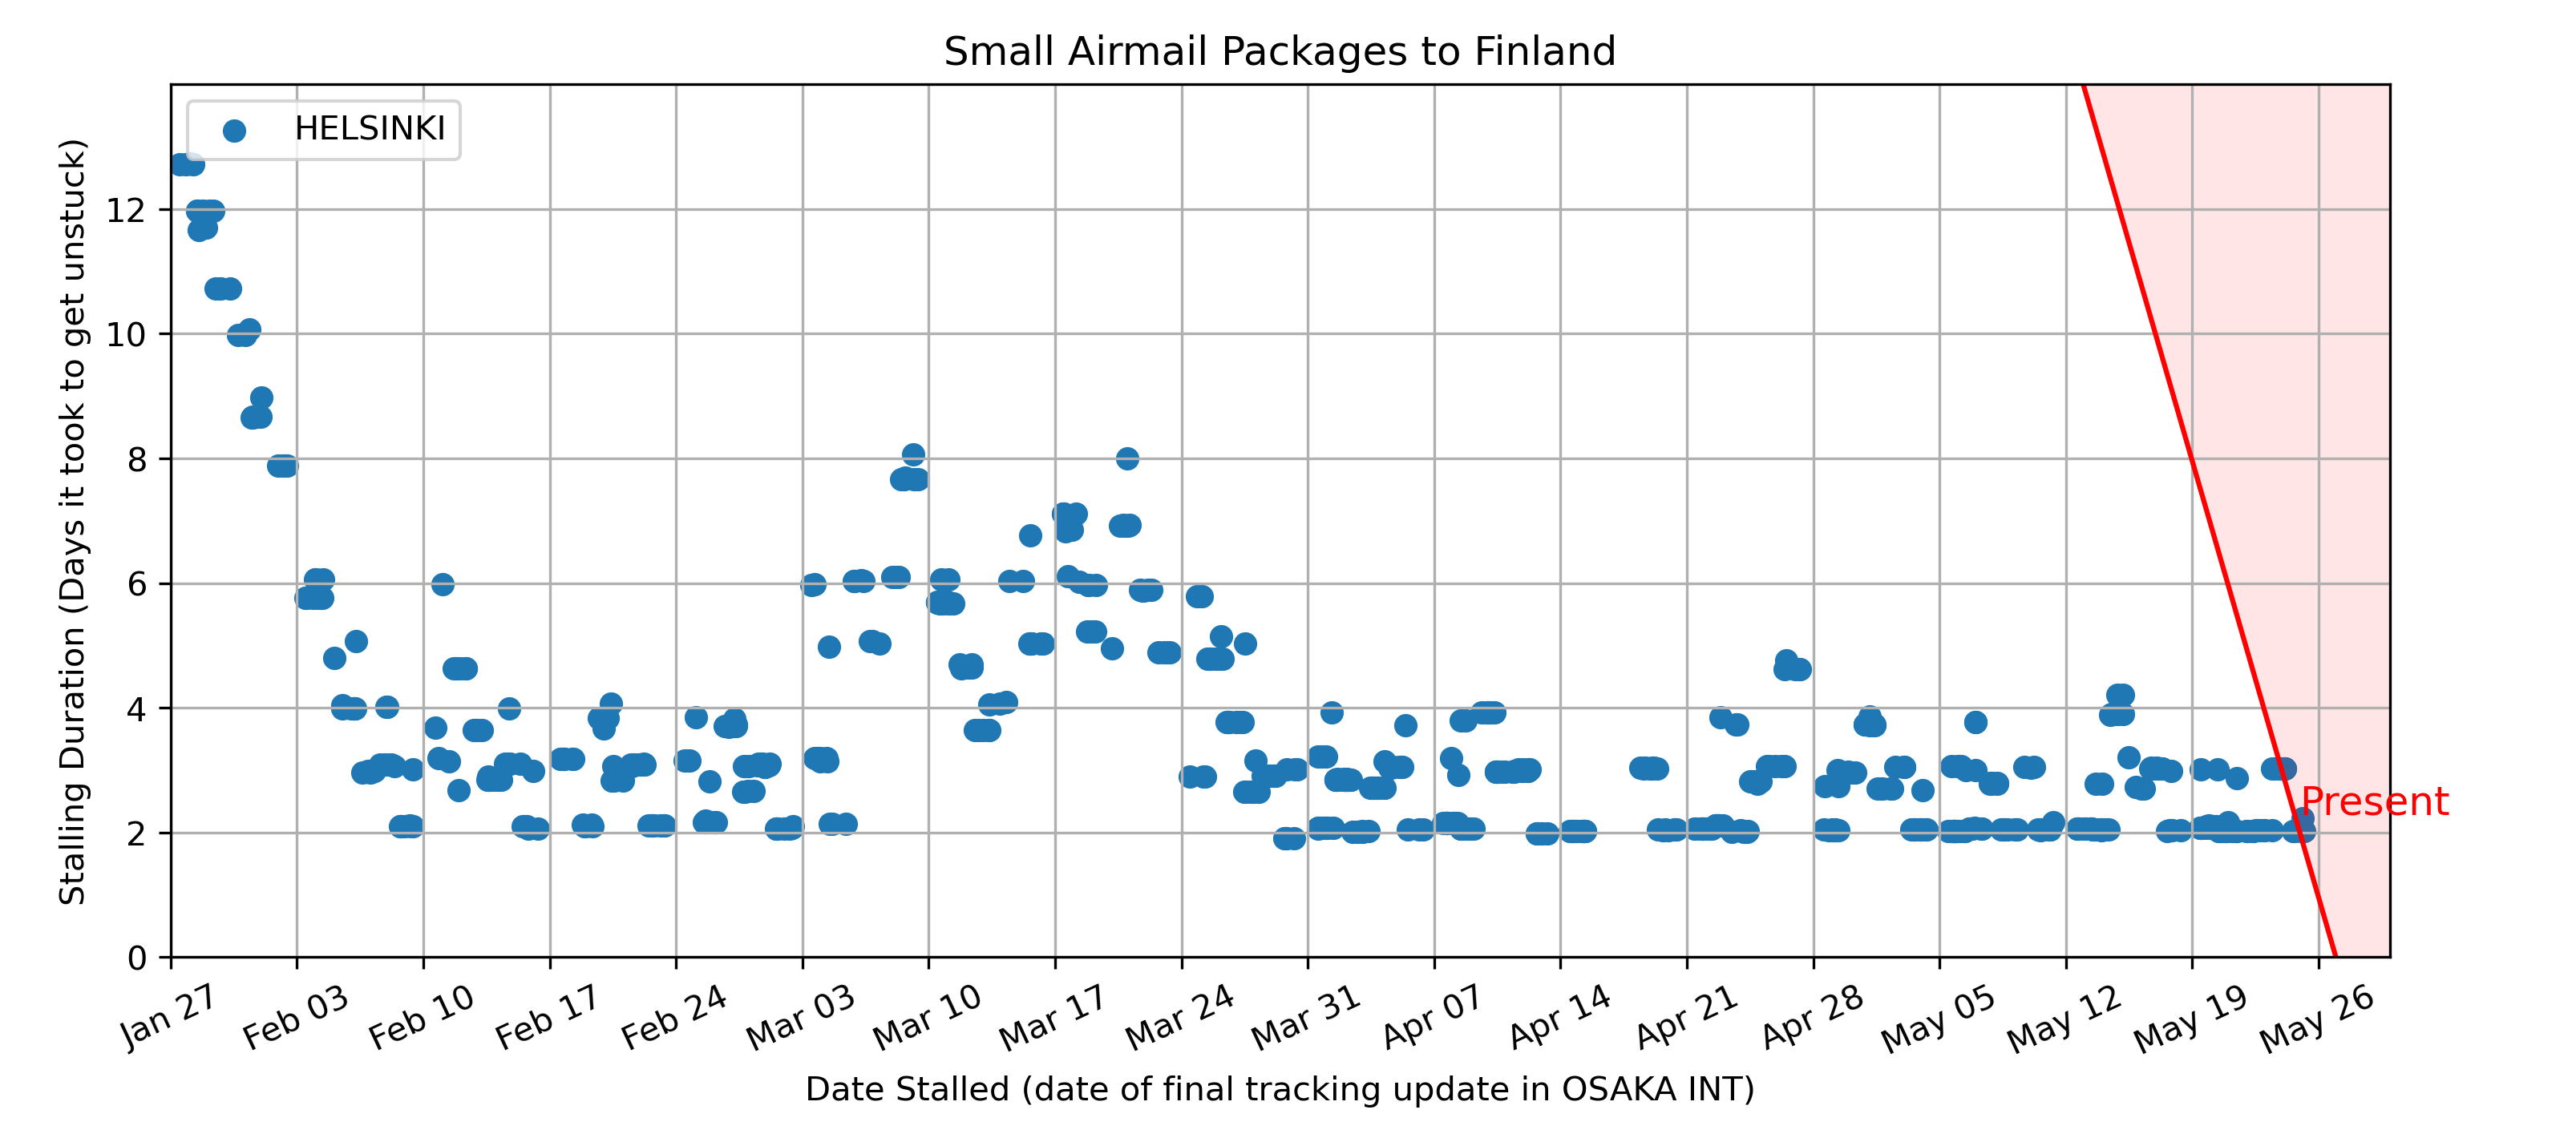 Small Airmail Packages to Finland
HELSINKI
Stalling Duration (Days it took to get unstuck)
12
10
8
6
4
2
0
Present
Jan 27
Feb 03
Feb 10
Feb 17
Feb 24
Mar 03
Mar 10
Mar 17
Mar 24
Mar 31
Apr 07
Apr 14
Apr 21
Apr 28
May 05
May 12
May 19
May 26
Date Stalled (date of final tracking update in OSAKA INT)